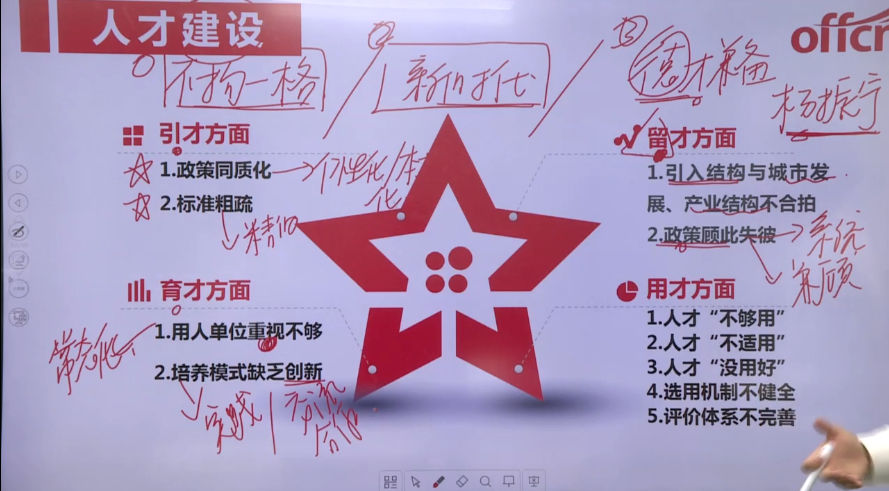 人才建设
offcn
① 不拘一格
② 新时代
③ 德才兼备
杨振宁
引才方面
1.政策同质化
个性化/本土化
2.标准粗疏
精细
留才方面
1.引入结构与城市发
展、产业结构不合拍
2.政策顾此失彼
系统
兼顾
育才方面
1.用人单位重视不够
常态化
2.培养模式缺乏创新
实践
用才方面
1.人才“不够用”
2.人才“不适用”
3.人才“没用好”
4.选用机制不健全
5.评价体系不完善